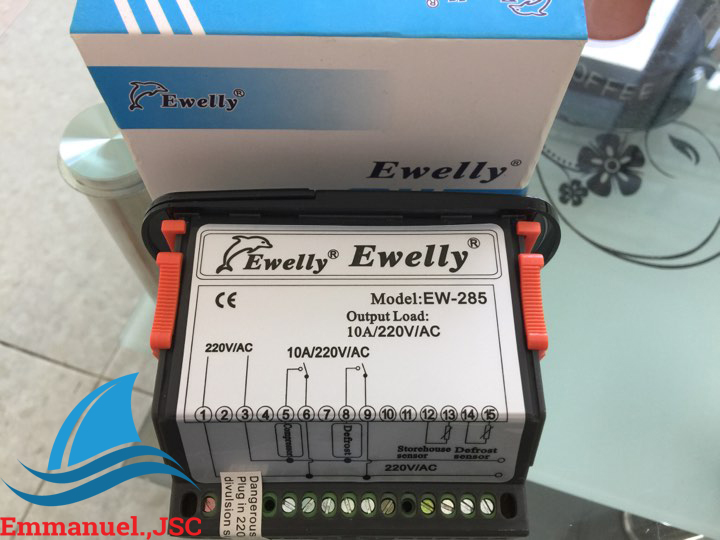 Ewelly®
Ewelly®
COFFEE
Ewelly® Ewelly®
CE
Model:EW-285
Output Load:
10A/220V/AC
220V/AC
10A/220V/AC
1 2 3 4 5 6 7 8 9 10 11 12 13 14 15
Compressor
Defrost
Storehouse sensor
Defrost sensor
220V/AC
Dangerous
Plug in 220
divulsion s
Emmanuel.,JSC